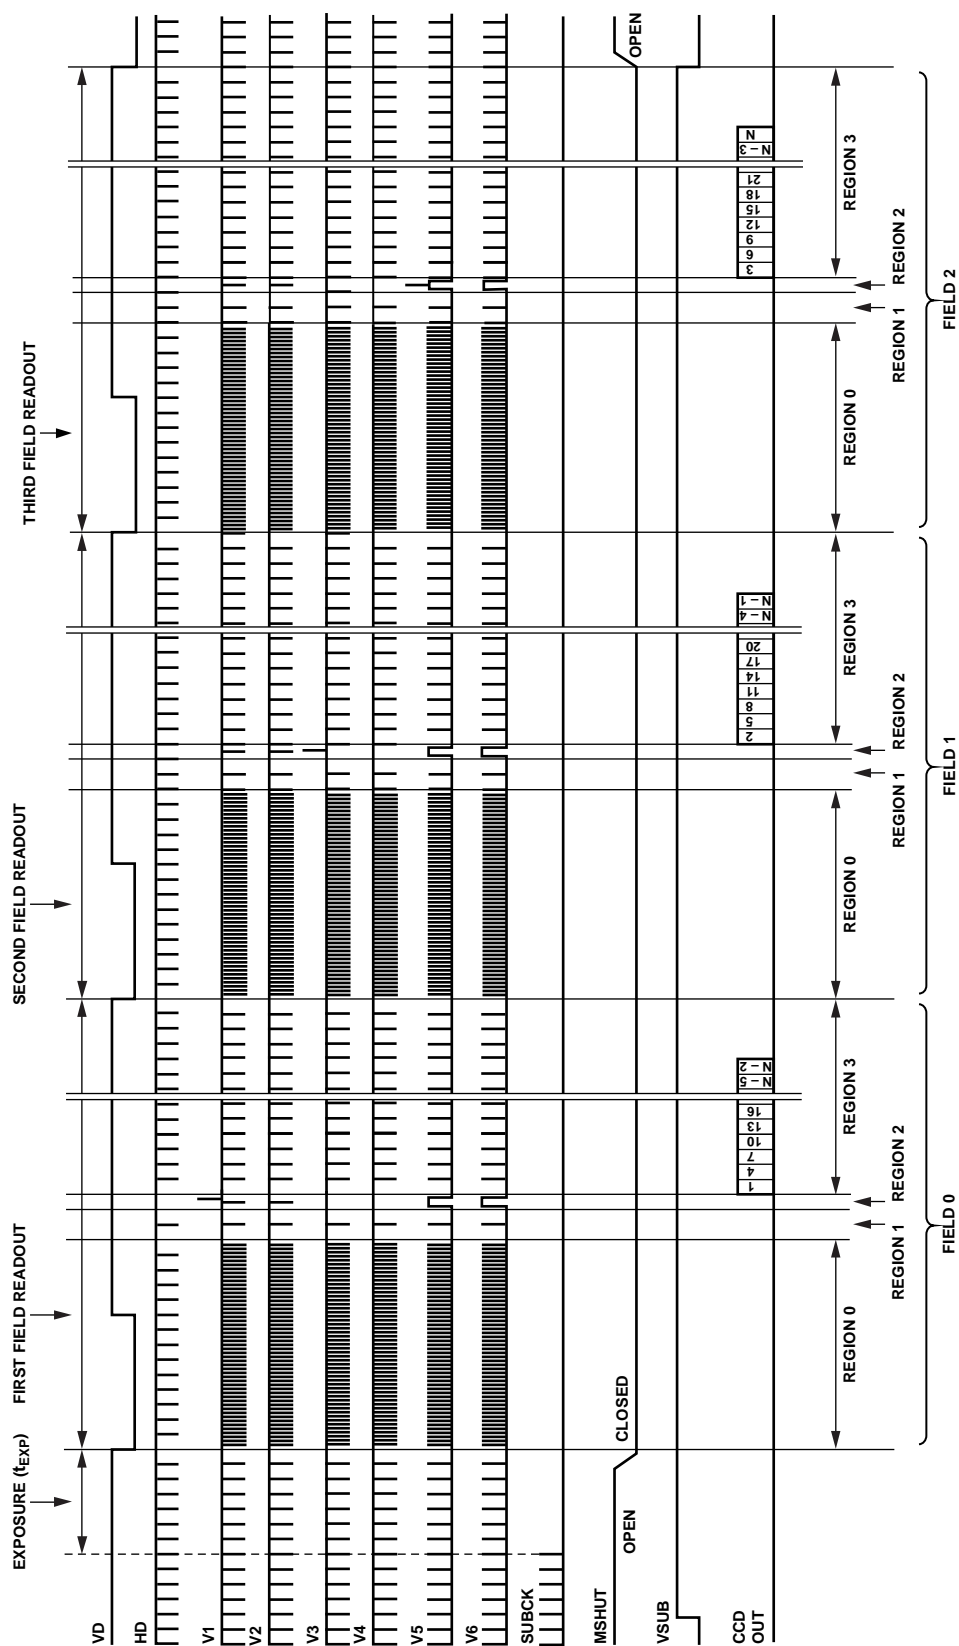 EXPOSURE (tEXP)
FIRST FIELD READOUT
SECOND FIELD READOUT
THIRD FIELD READOUT
VD
HD
V1
V2
V3
V4
V5
V6
SUBCK
MSHUT
OPEN
CLOSED
OPEN
VSUB
CCD
OUT
1
4
7
10
13
16
N – 5
N – 2
2
5
8
11
14
17
20
N – 4
N – 1
3
6
9
12
15
18
21
N – 3
N
REGION 0
REGION 3
REGION 0
REGION 3
REGION 0
REGION 3
REGION 1
REGION 2
REGION 1
REGION 2
REGION 1
REGION 2
FIELD 0
FIELD 1
FIELD 2